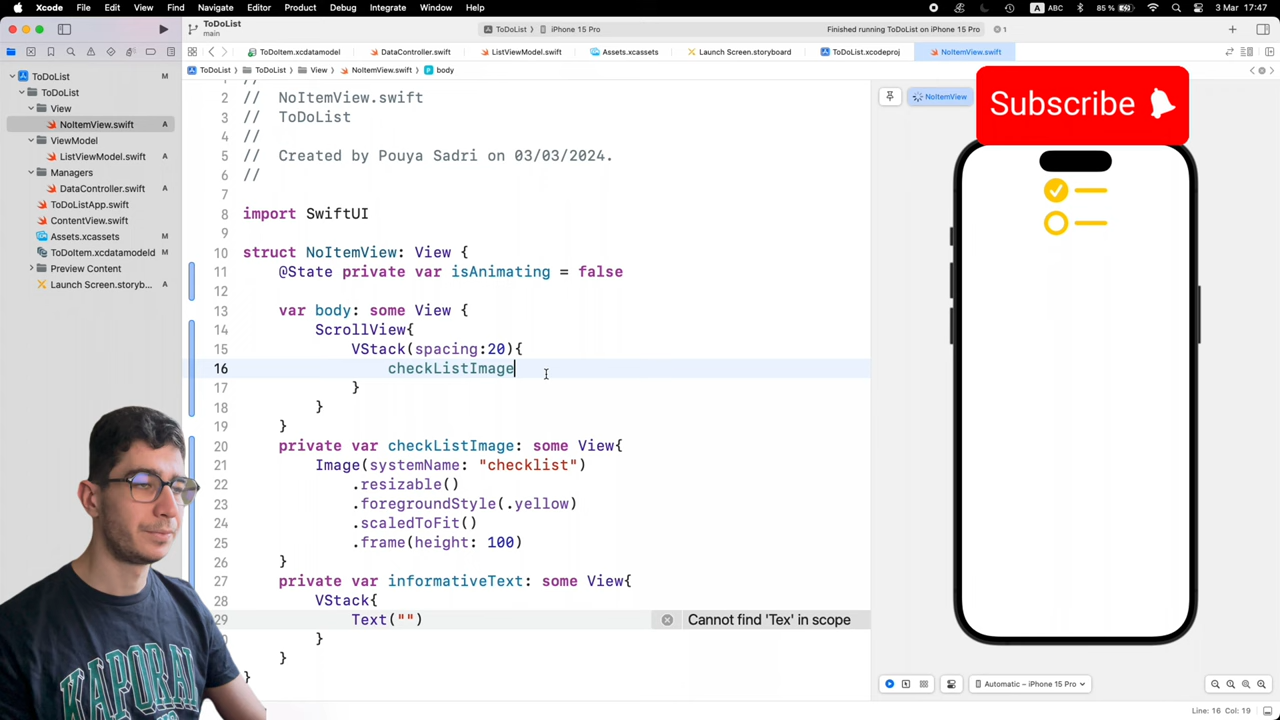 Xcode File Edit View Find Navigate Editor Product Debug Integrate Window Help A ABC 85 % 3 Mar 17:47
ToDoList
main
ToDoList 〉 iPhone 15 Pro
Finished running ToDoList on iPhone 15 Pro 1
ToDoItem.xcdatamodel DataController.swift ListViewModel.swift Assets.xcassets Launch Screen.storyboard ToDoList.xcodeproj NoItemView.swift
ToDoList M
ToDoList 〉 ToDoList 〉 View 〉 NoItemView.swift 〉 P body
ToDoList
View
NoItemView.swift A
ViewModel
ListViewModel.swift A
Managers
DataController.swift A
ToDoListApp.swift
ContentView.swift
Assets.xcassets M
ToDoItem.xcdatamodeld M
Preview Content
Launch Screen.storyb... A
//
2 // NoItemView.swift
3 // ToDoList
4 //
5 // Created by Pouya Sadri on 03/03/2024.
6 //
7
8 import SwiftUI
9
10 struct NoItemView: View {
11 @State private var isAnimating = false
12
13 var body: some View {
14 ScrollView{
15 VStack(spacing:20){
16 checkListImage
17 }
18 }
19 }
20 private var checkListImage: some View{
21 Image(systemName: "checklist")
22 .resizable()
23 .foregroundStyle(.yellow)
24 .scaledToFit()
25 .frame(height: 100)
26 }
27 private var informativeText: some View{
28 VStack{
29 Text("") Cannot find 'Tex' in scope
}
}
}
NoItemView
Subscribe
Automatic – iPhone 15 Pro
Line: 16 Col: 19
KAPORAL